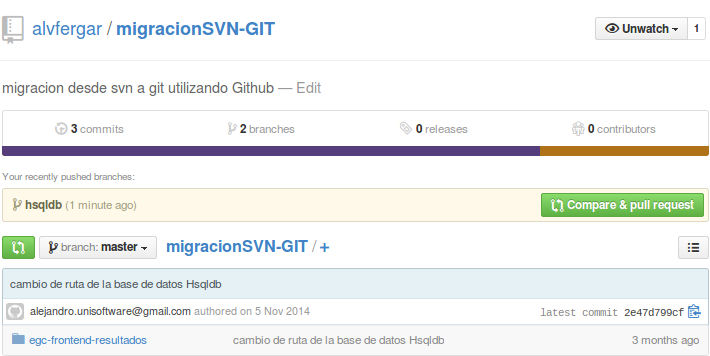 alvfergar / migracionSVN-GIT
Unwatch 1
migracion desde svn a git utilizando Github — Edit
3 commits 2 branches 0 releases 0 contributors
Your recently pushed branches:
hsqldb (1 minute ago) Compare & pull request
branch: master migracionSVN-GIT / +
cambio de ruta de la base de datos Hsqldb
alejandro.unisoftware@gmail.com authored on 5 Nov 2014 latest commit 2e47d799cf
egc-frontend-resultados cambio de ruta de la base de datos Hsqldb 3 months ago